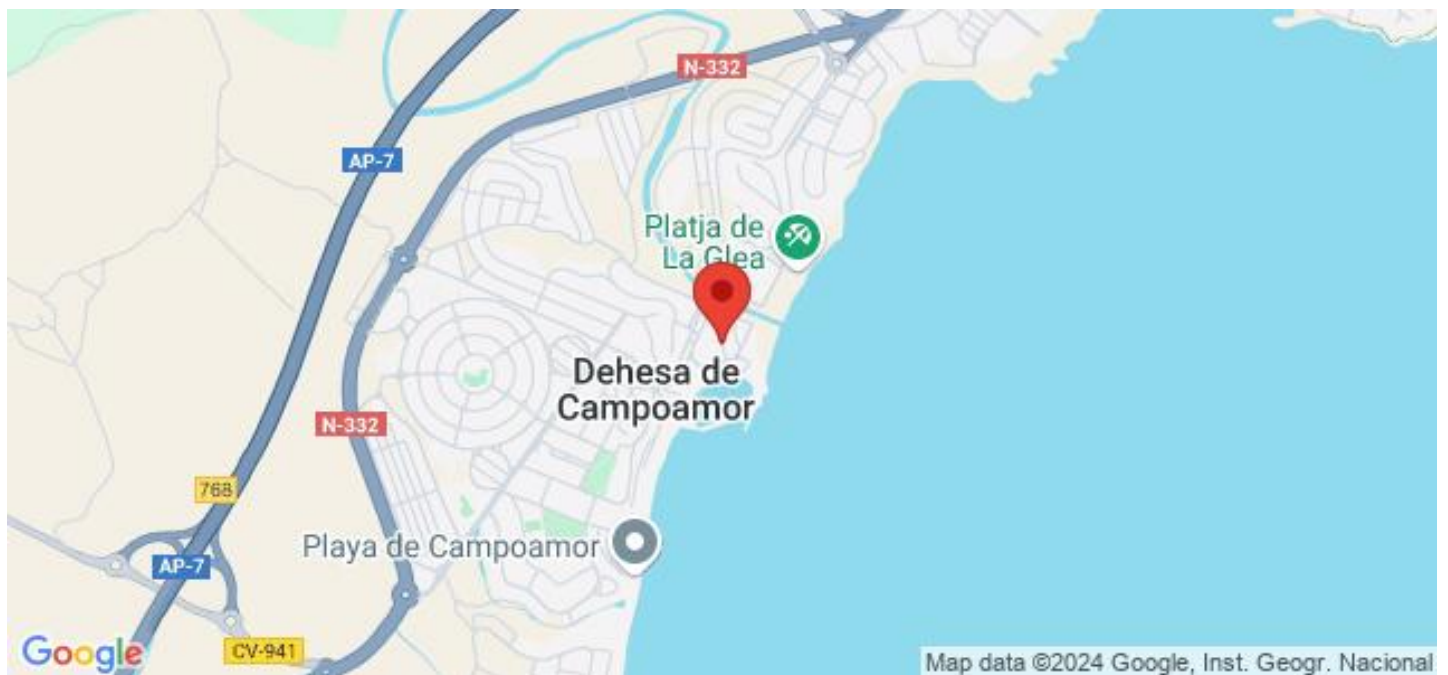 N-332
AP-7
Platja de
La Glea
Dehesa de
Campoamor
N-332
768
Playa de Campoamor
AP-7
CV-941
Google
Map data ©2024 Google, Inst. Geogr. Nacional